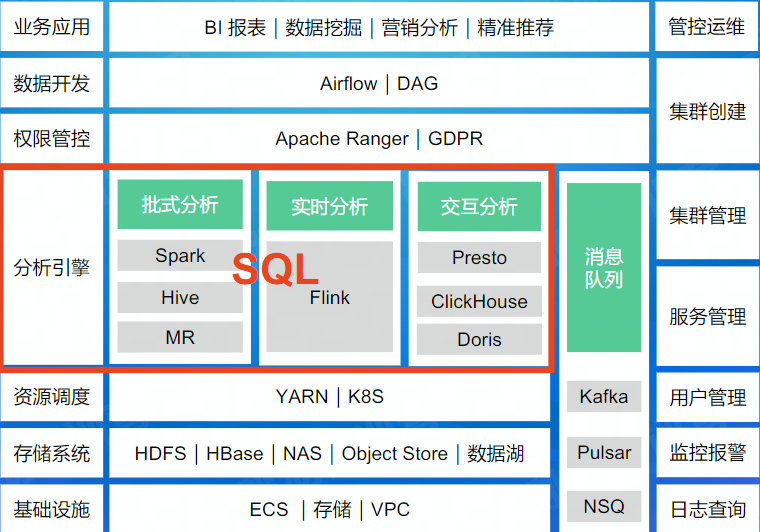 业务应用
BI 报表｜数据挖掘｜营销分析｜精准推荐
管控运维
数据开发
Airflow｜DAG
集群创建
权限管控
Apache Ranger｜GDPR
分析引擎
批式分析
Spark
Hive
MR
实时分析
Flink
SQL
交互分析
Presto
ClickHouse
Doris
消息
队列
Kafka
Pulsar
NSQ
集群管理
服务管理
资源调度
YARN｜K8S
用户管理
存储系统
HDFS｜HBase｜NAS｜Object Store｜数据湖
监控报警
基础设施
ECS ｜存储｜VPC
日志查询